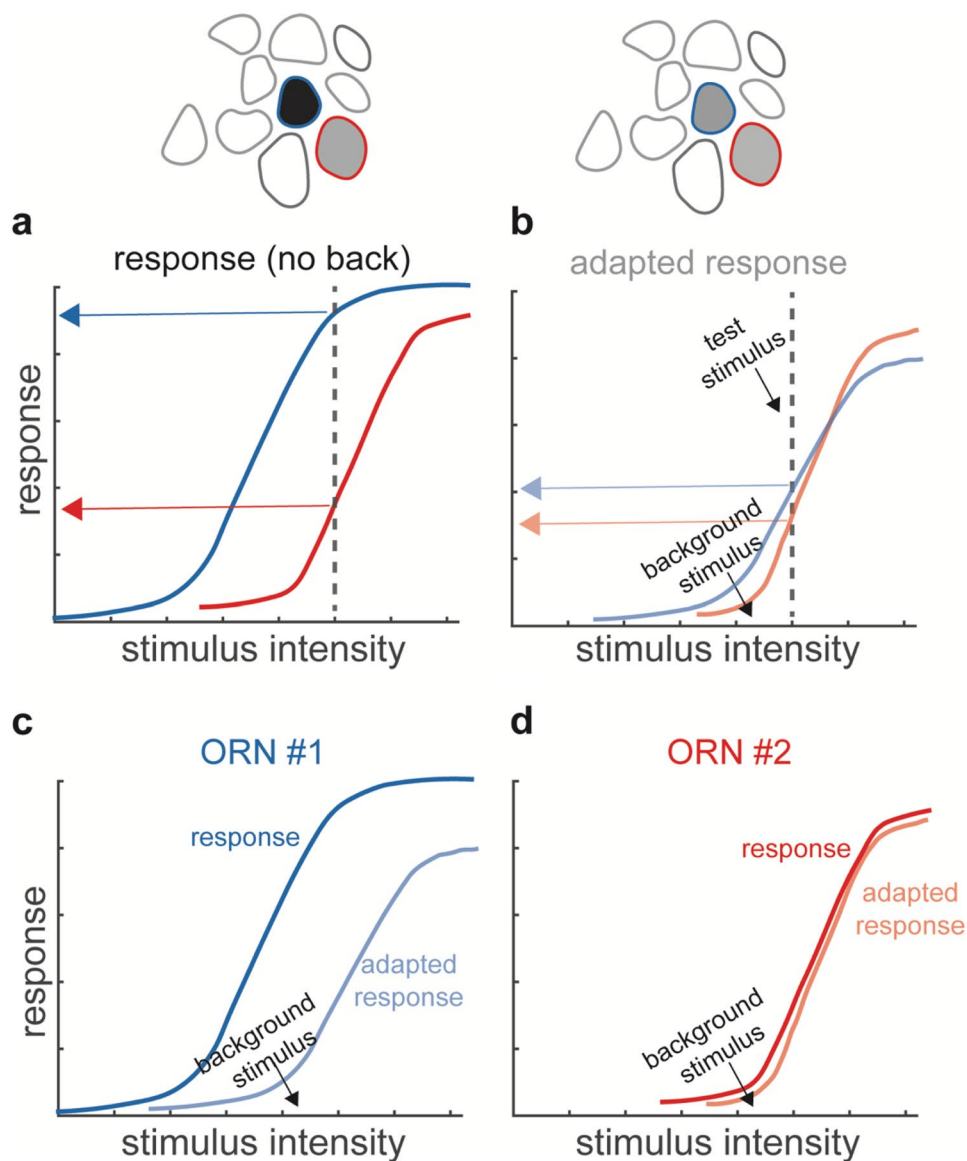 a
response (no back)
response
stimulus intensity
b
adapted response
test
stimulus
background
stimulus
stimulus intensity
c
ORN #1
response
response
adapted
response
background
stimulus
stimulus intensity
d
ORN #2
response
adapted
response
background
stimulus
stimulus intensity